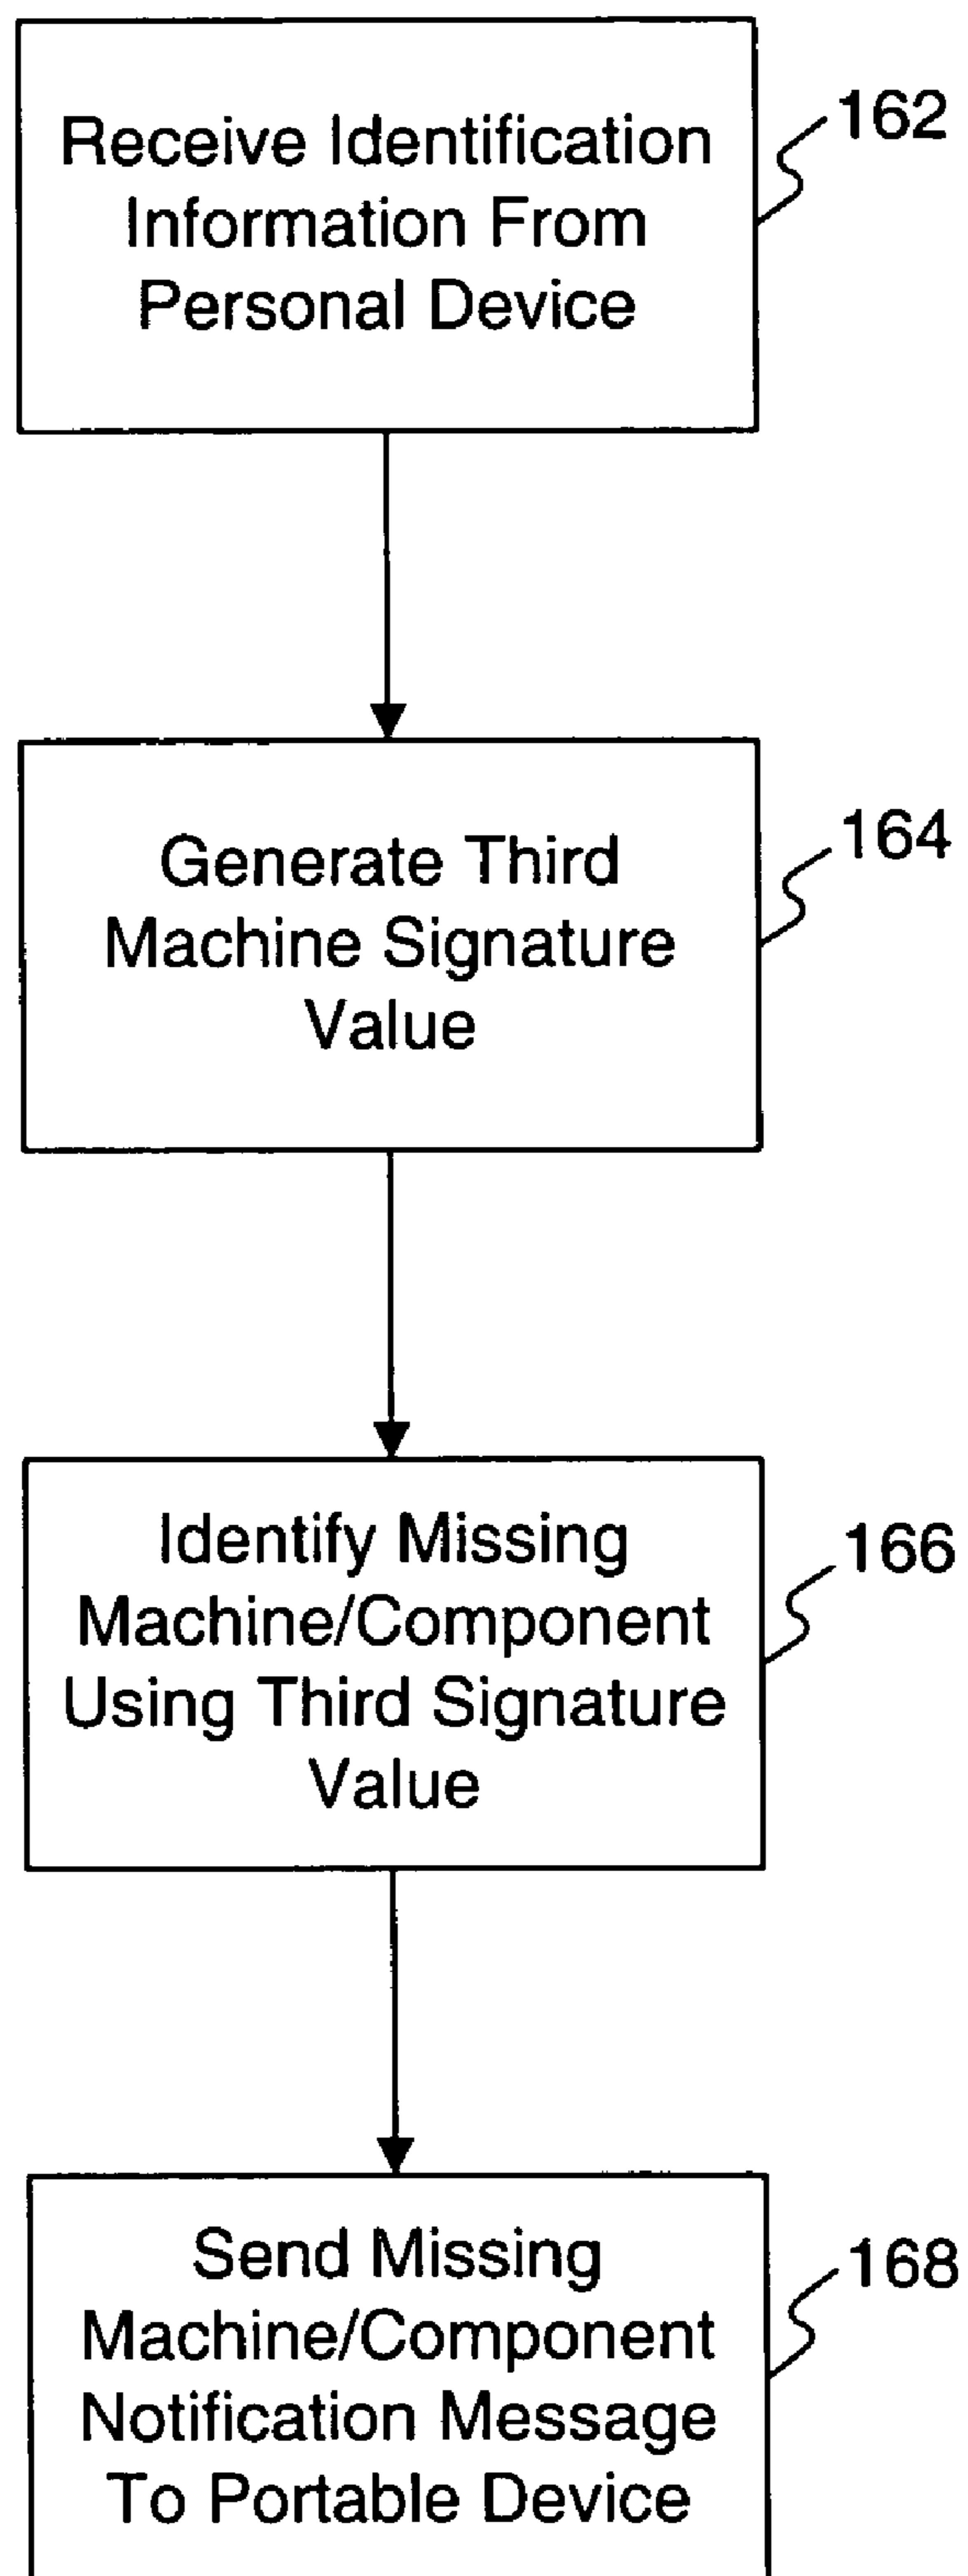 Receive Identification
Information From
Personal Device
162
Generate Third
Machine Signature
Value
164
Identify Missing
Machine/Component
Using Third Signature
Value
166
Send Missing
Machine/Component
Notification Message
To Portable Device
168